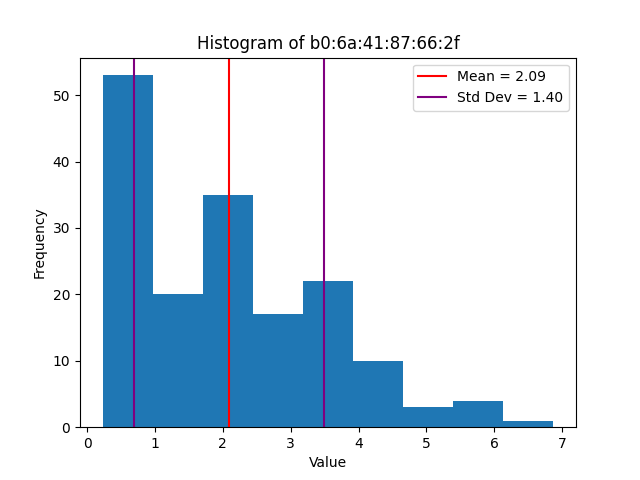 Histogram of b0:6a:41:87:66:2f
Mean = 2.09
Std Dev = 1.40
Frequency
50
40
30
20
10
0
0 1 2 3 4 5 6 7
Value